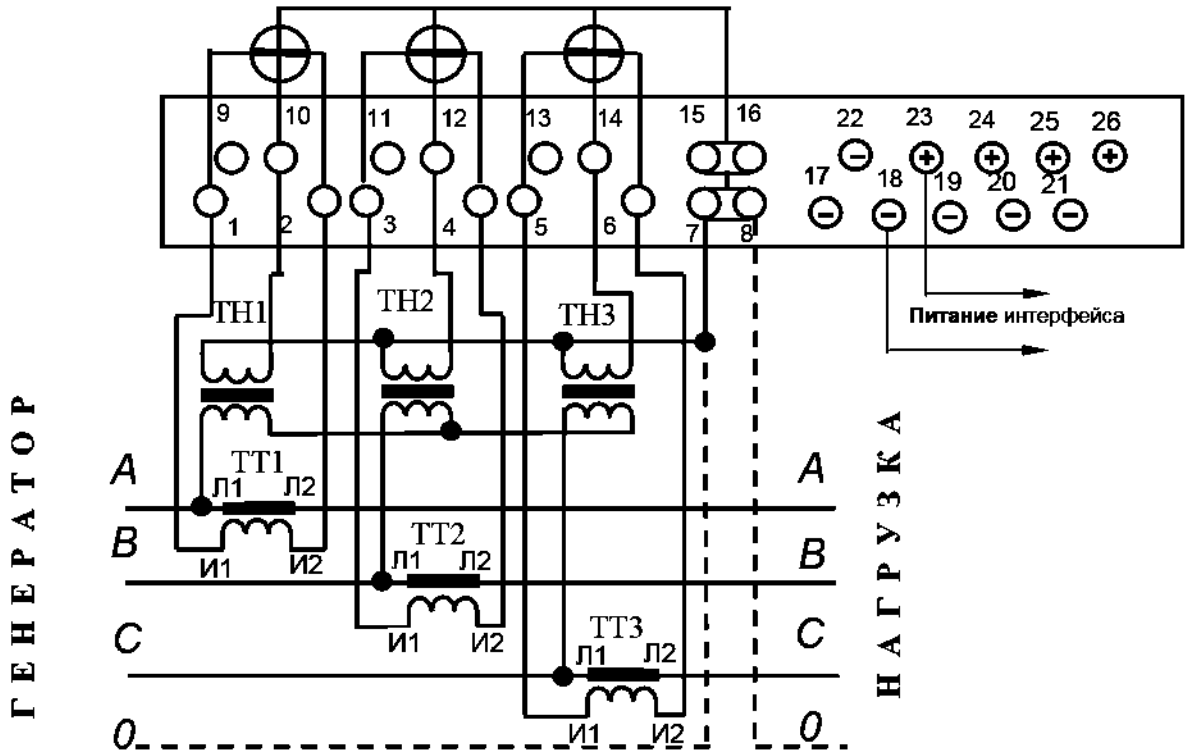 9 10 11 12 13 14 15 16 22 23 24 25 26
17 18 19 20 21
1 2 3 4 5 6 7 8
ТН1 ТН2 ТН3
Питание интерфейса
ГЕНЕРАТОР
НАГРУЗКА
A ТТ1 A
Л1 Л2
B ТТ2 B
И1 И2 Л1 Л2
C ТТ3 C
И1 И2 Л1 Л2
0 И1 И2 0